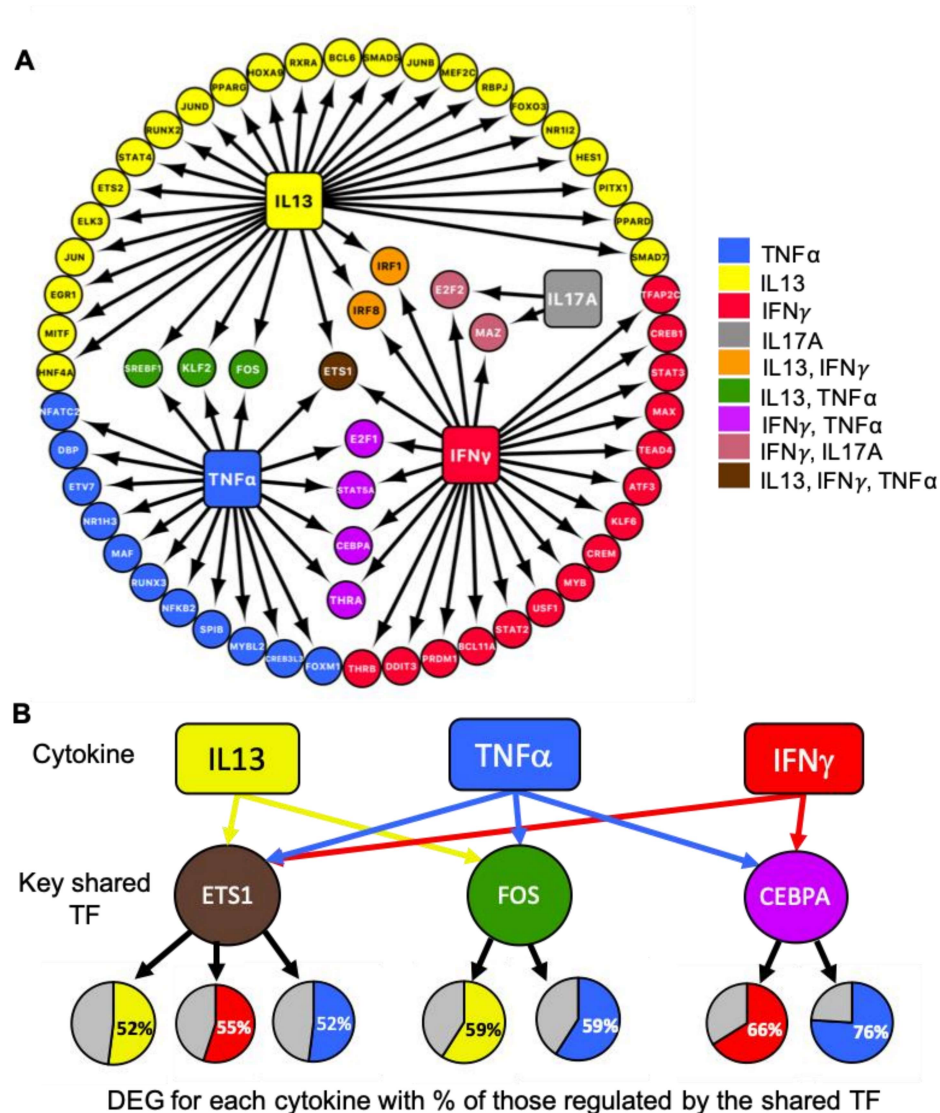 A
BCL6
SMAD5
RXRA
JUNB
HOXA9
MEF2C
PPARG
RBPJ
JUND
FOXO3
RUNX2
NR1I2
STAT4
HES1
ETS2
PITX1
IL13
ELK3
PPARD
JUN
SMAD7
IRF1
EGR1
E2F2
IL17A
TFAP2C
IRF8
MITF
MAZ
CREB1
HNF4A
SREBF1
KLF2
FOS
ETS1
STAT3
NFATC2
MAX
DBP
E2F1
IFNγ
TEAD4
TNFα
ETV7
STAT5A
ATF3
NR1H3
KLF6
MAF
CEBPA
CREM
RUNX3
MYB
NFKB2
THRA
USF1
SPIB
STAT2
MYBL2
BCL11A
CREB3L3
PRDM1
FOXM1
THRB
DDIT3
TNFα
IL13
IFNγ
IL17A
IL13, IFNγ
IL13, TNFα
IFNγ, TNFα
IFNγ, IL17A
IL13, IFNγ, TNFα
B
Cytokine
IL13
TNFα
IFNγ
Key shared
TF
ETS1
FOS
CEBPA
52%
55%
52%
59%
59%
66%
76%
DEG for each cytokine with % of those regulated by the shared TF